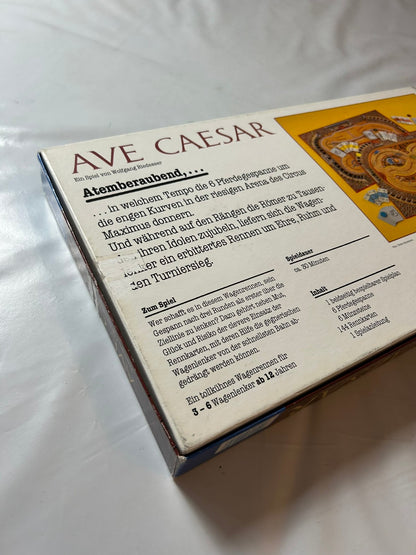 AVE CAESAR
Ein Spiel von Wolfgang Riedesser
Atemberaubend, ...
... in welchem Tempo die 6 Pferdegespanne um
die engen Kurven in der riesigen Arena des Circus
Maximus donnern.
Und während auf den Rängen die Römer zu Tausen-
Ihren Idolen zujubeln, liefern sich die Wagen-
ein erbittertes Rennen um Ehre, Ruhm und
den Turniersieg.
Zum Spiel
Wer schafft es in diesem Wagenrennen, sein
Gespann nach drei Runden als erster über die
Ziellinie zu lenken? Dazu gehören neben Mut,
Glück und Risiko der clevere Einsatz der
Rennkarten, mit deren Hilfe die gegnerischen
Wagenlenker von der schnellsten Bahn ab-
gedrängt werden können.
Ein tollkühnes Wagenrennen für
3 – 6 Wagenlenker ab 12 Jahren
Spieldauer
ca. 30 Minuten
Inhalt
1 beidseitig bespielbarer Spielplan
6 Pferdegespanne
6 Münzsteine
144 Rennkarten
1 Spielanleitung